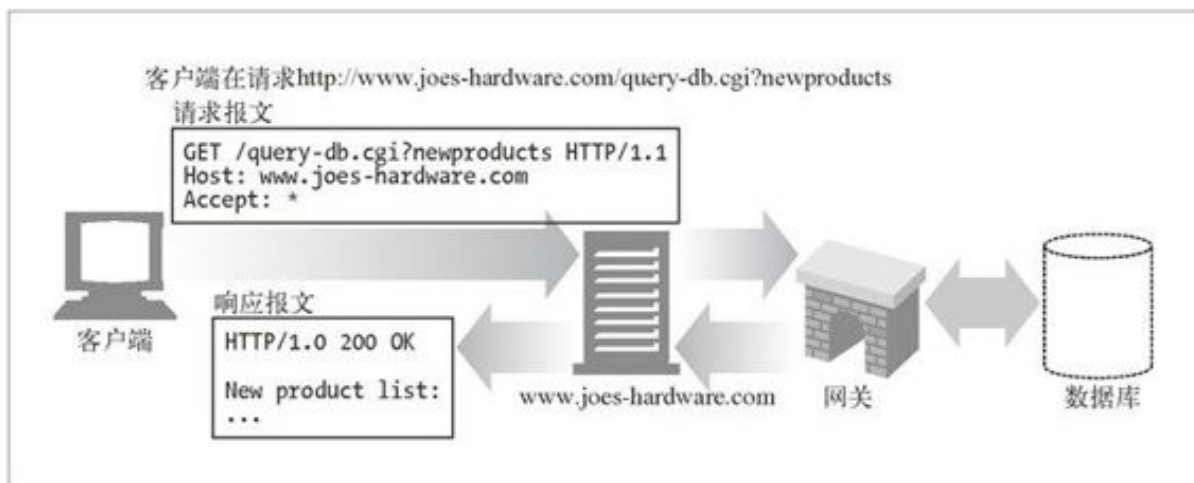 客户端在请求http://www.joes-hardware.com/query-db.cgi?newproducts
请求报文
GET /query-db.cgi?newproducts HTTP/1.1
Host: www.joes-hardware.com
Accept: *
客户端
响应报文
HTTP/1.0 200 OK
New product list:
...
www.joes-hardware.com
网关
数据库